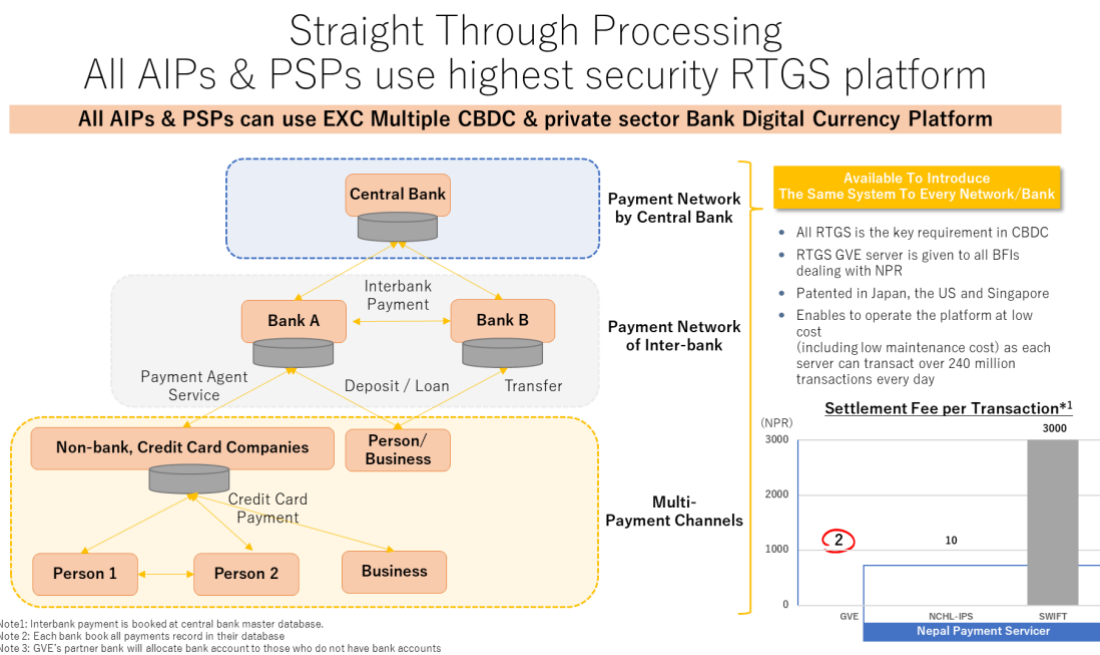 Straight Through Processing
All AIPs & PSPs use highest security RTGS platform
All AIPs & PSPs can use EXC Multiple CBDC & private sector Bank Digital Currency Platform
Central Bank
Payment Network
by Central Bank
Interbank
Payment
Bank A
Bank B
Payment Network
of Inter-bank
Payment Agent
Service
Deposit / Loan
Transfer
Non-bank, Credit Card Companies
Person/
Business
Credit Card
Payment
Multi-
Payment Channels
Person 1
Person 2
Business
Available To Introduce
The Same System To Every Network/Bank
• All RTGS is the key requirement in CBDC
• RTGS GVE server is given to all BFIs
dealing with NPR
• Patented in Japan, the US and Singapore
• Enables to operate the platform at low
cost
(including low maintenance cost) as each
server can transact over 240 million
transactions every day
Settlement Fee per Transaction*1
(NPR)
3000
3000
2000
1000
0
2
10
GVE
NCHL-IPS
SWIFT
Nepal Payment Servicer
Note1: Interbank payment is booked at central bank master database.
Note 2: Each bank book all payments record in their database
Note 3: GVE's partner bank will allocate bank account to those who do not have bank accounts